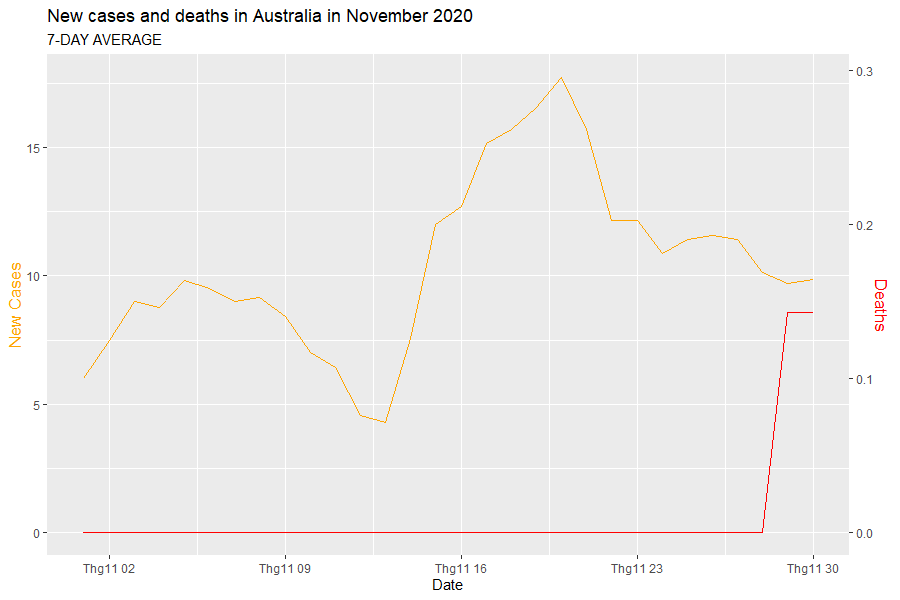 New cases and deaths in Australia in November 2020
7-DAY AVERAGE
New Cases
15
10
5
0
0.3
0.2
0.1
0.0
Deaths
Thg11 02 Thg11 09 Thg11 16 Thg11 23 Thg11 30
Date